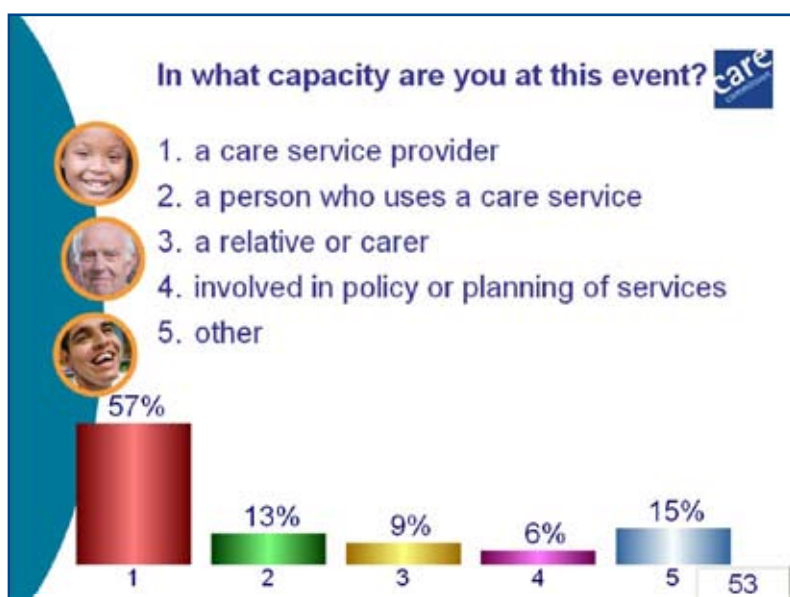 In what capacity are you at this event?
care
commission
1. a care service provider
2. a person who uses a care service
3. a relative or carer
4. involved in policy or planning of services
5. other
57%
13%
9%
6%
15%
1
2
3
4
5
53